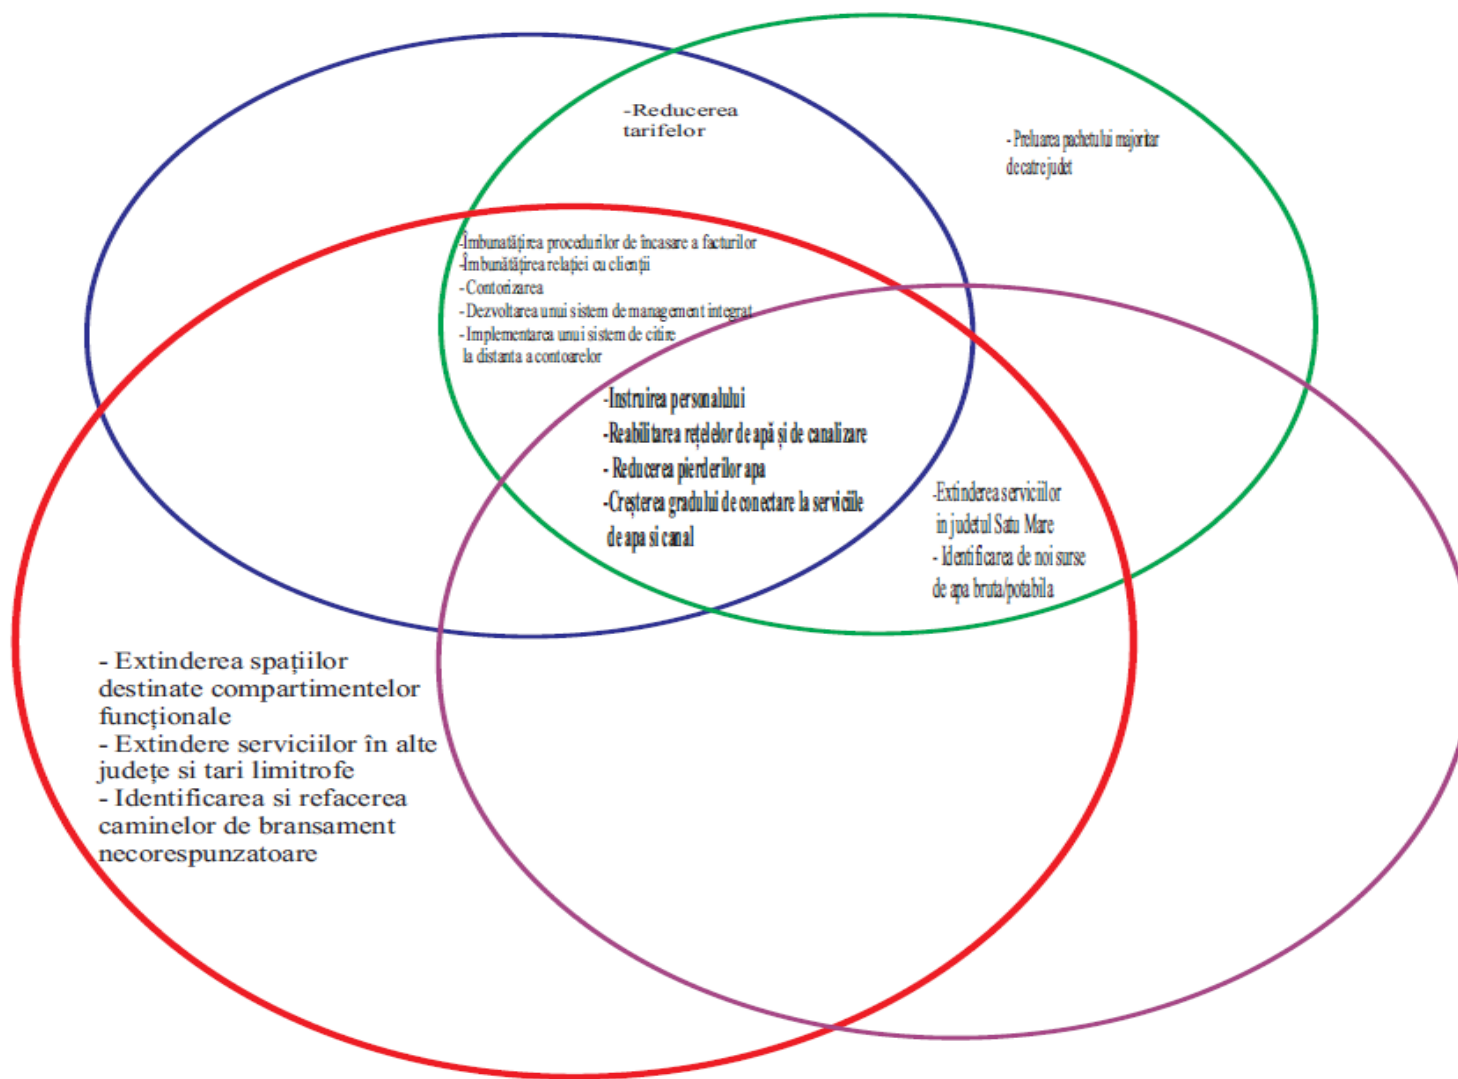 -Reducerea
tarifelor
- Preluarea pachetului majoritar
de catre judet
-Îmbunatățirea procedurilor de încasare a facturilor
-Îmbunătățirea relației cu clienții
- Contorizarea
- Dezvoltarea unui sistem de management integrat
- Implementarea unui sistem de citire
la distanta a contoarelor
-Instruirea personalului
-Reabilitarea rețelelor de apă și de canalizare
- Reducerea pierderilor apa
-Creșterea gradului de conectare la serviciile
de apa si canal
-Extinderea serviciilor
in judetul Satu Mare
- Identificarea de noi surse
de apa bruta/potabila
- Extinderea spațiilor
destinate compartimentelor
funcționale
- Extindere serviciilor în alte
județe si tari limitrofe
- Identificarea si refacerea
caminelor de bransament
necorespunzatoare